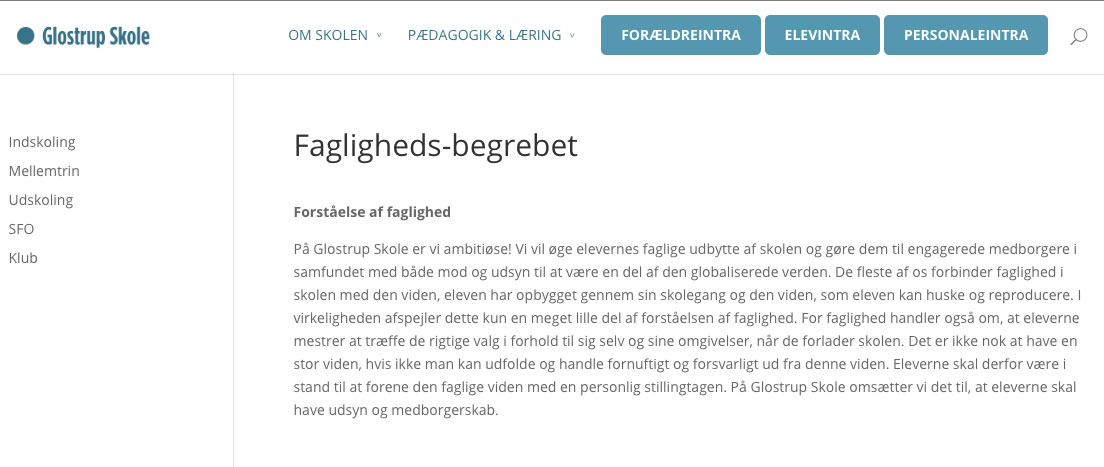 Glostrup Skole
OM SKOLEN
PÆDAGOGIK & LÆRING
FORÆLDREINTRA
ELEVINTRA
PERSONALEINTRA
Indskoling
Mellemtrin
Udskoling
SFO
Klub
Fagligheds-begrebet
Forståelse af faglighed
På Glostrup Skole er vi ambitiøse! Vi vil øge elevernes faglige udbytte af skolen og gøre dem til engagerede medborgere i
samfundet med både mod og udsyn til at være en del af den globaliserede verden. De fleste af os forbinder faglighed i
skolen med den viden, eleven har opbygget gennem sin skolegang og den viden, som eleven kan huske og reproducere. I
virkeligheden afspejler dette kun en meget lille del af forståelsen af faglighed. For faglighed handler også om, at eleverne
mestrer at træffe de rigtige valg i forhold til sig selv og sine omgivelser, når de forlader skolen. Det er ikke nok at have en
stor viden, hvis ikke man kan udfolde og handle fornuftigt og forsvarligt ud fra denne viden. Eleverne skal derfor være i
stand til at forene den faglige viden med en personlig stillingtagen. På Glostrup Skole omsætter vi det til, at eleverne skal
have udsyn og medborgerskab.